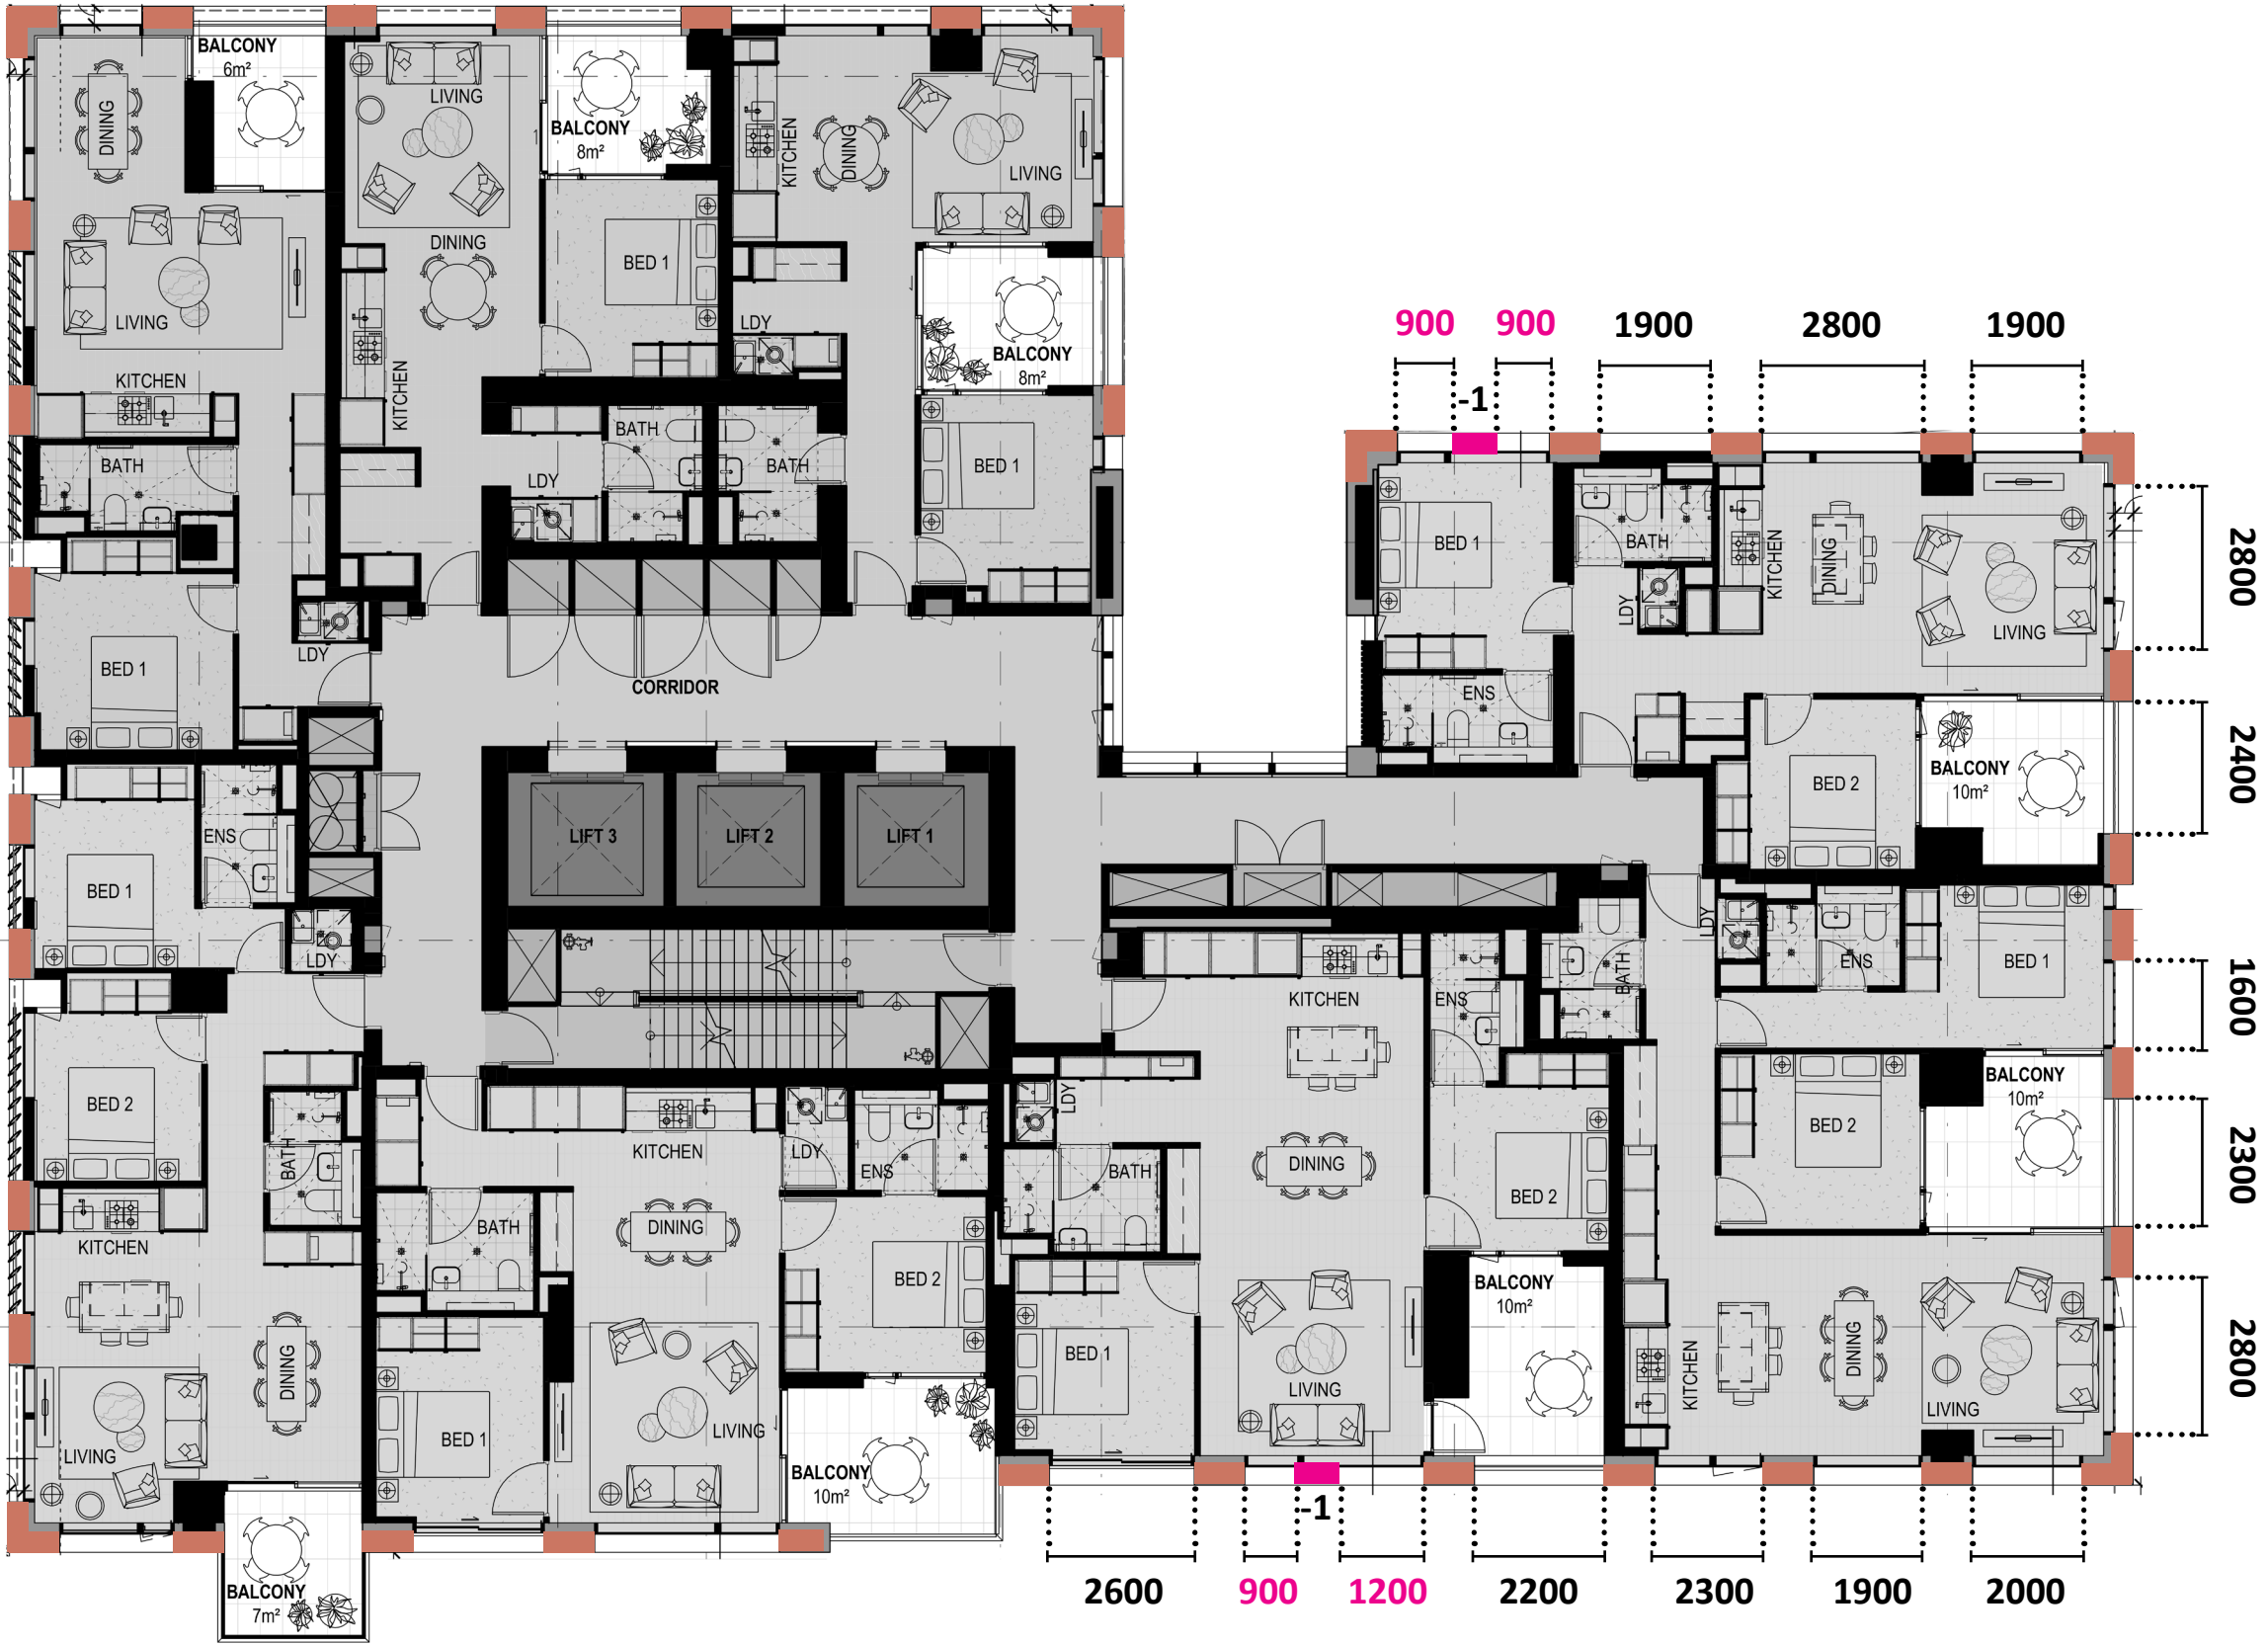 BALCONY
6m²
DINING
LIVING
KITCHEN
BATH
BED 1
LDY
LIVING
DINING
KITCHEN
BALCONY
8m²
BED 1
LDY
BATH
KITCHEN
DINING
LIVING
LDY
BATH
BALCONY
8m²
BED 1
CORRIDOR
LIFT 3
LIFT 2
LIFT 1
900
900
1900
2800
1900
-1
BED 1
ENS
BATH
LDY
KITCHEN
DINING
LIVING
BED 2
BALCONY
10m²
2800
2400
1600
2300
2800
BED 1
ENS
LDY
BED 2
BATH
KITCHEN
DINING
LIVING
BALCONY
7m²
KITCHEN
LDY
ENS
BATH
DINING
BED 2
BED 1
LIVING
BALCONY
10m²
KITCHEN
ENS
LDY
BATH
DINING
BED 2
BED 1
LIVING
BALCONY
10m²
LDY
ENS
BED 1
BATH
BED 2
BALCONY
10m²
KITCHEN
DINING
LIVING
-1
2600
900
1200
2200
2300
1900
2000